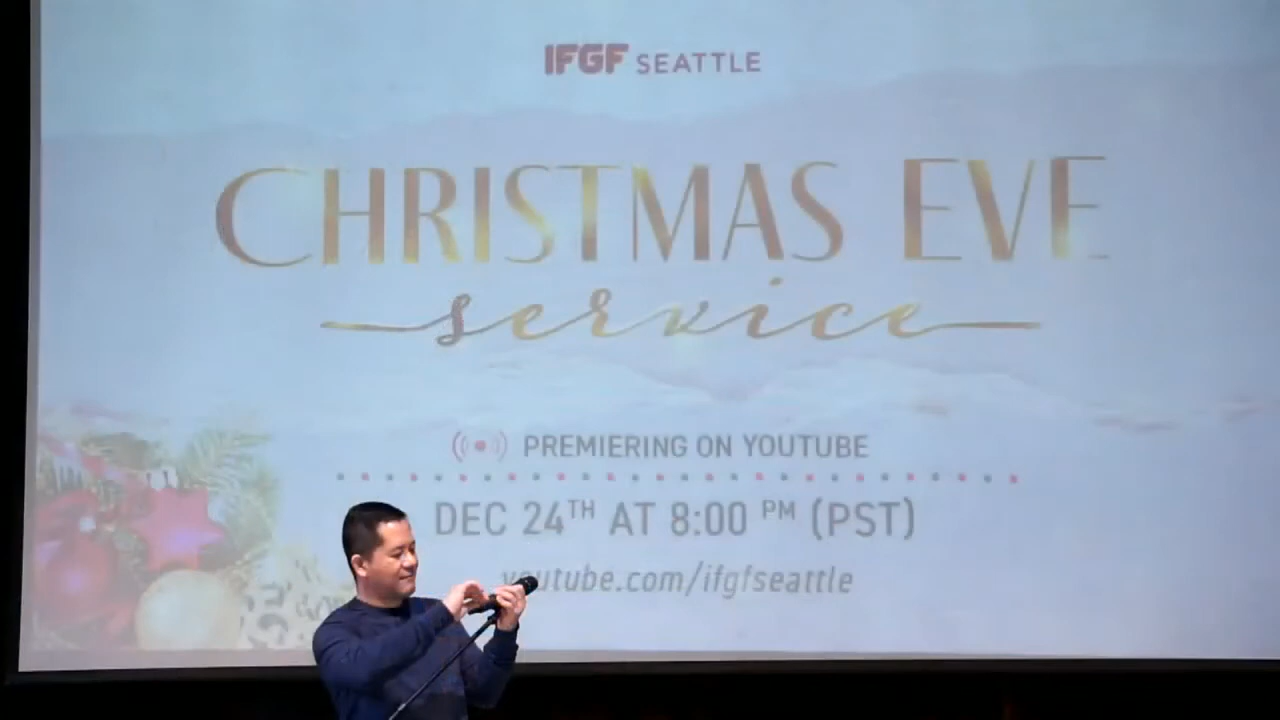 IFGF SEATTLE
CHRISTMAS EVE
service
PREMIERING ON YOUTUBE
DEC 24TH AT 8:00 PM (PST)
youtube.com/ifgfseattle